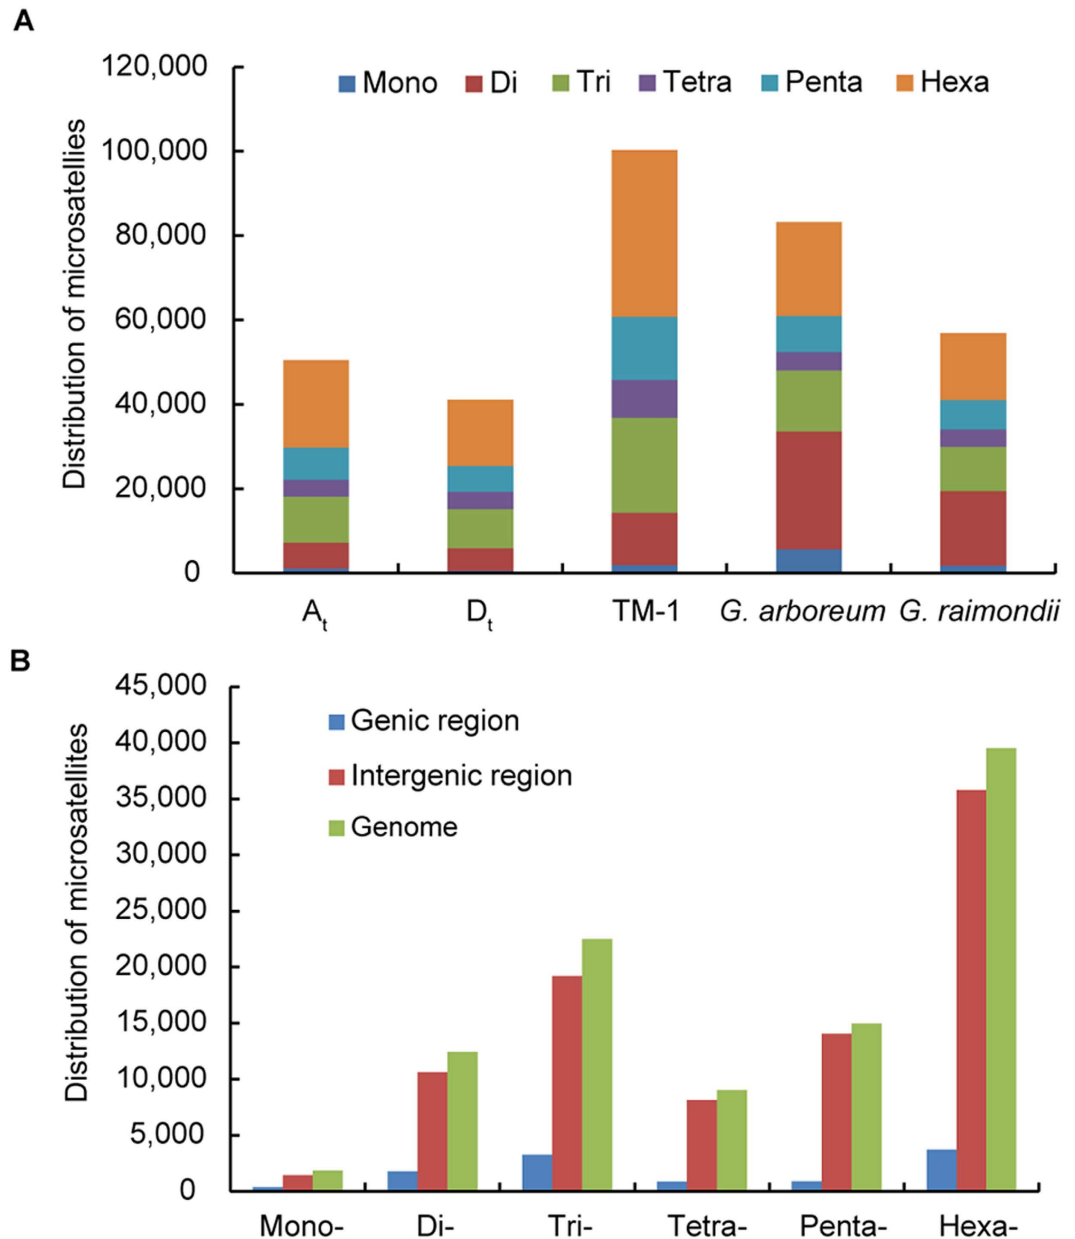 A
120,000
100,000
80,000
60,000
40,000
20,000
0
Distribution of microsatellies
Mono Di Tri Tetra Penta Hexa
At Dt TM-1 G. arboreum G. raimondii
B
45,000
40,000
35,000
30,000
25,000
20,000
15,000
10,000
5,000
0
Distribution of microsatellites
Genic region
Intergenic region
Genome
Mono- Di- Tri- Tetra- Penta- Hexa-